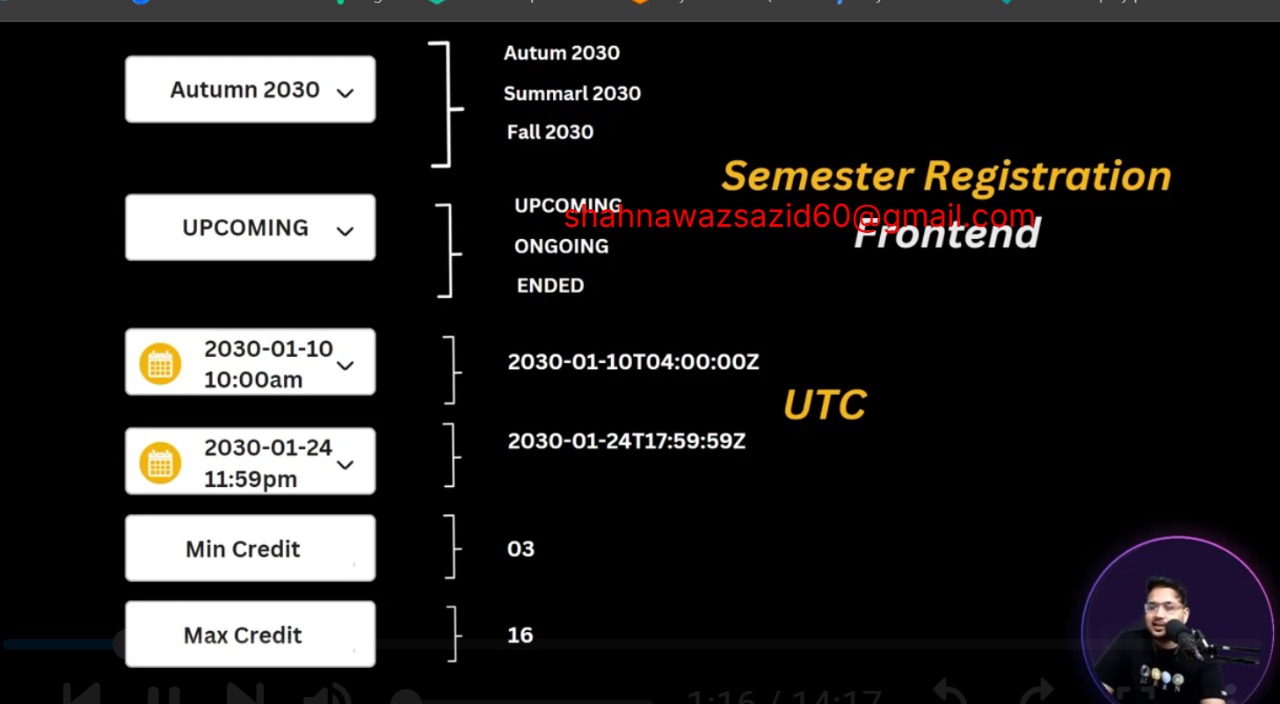 Autumn 2030
Autum 2030
Summarl 2030
Fall 2030
Semester Registration
Frontend
shahnawazsazid60@gmail.com
UPCOMING
UPCOMING
ONGOING
ENDED
2030-01-10
10:00am
2030-01-10T04:00:00Z
UTC
2030-01-24
11:59pm
2030-01-24T17:59:59Z
Min Credit
03
Max Credit
16
1:16 / 14:17